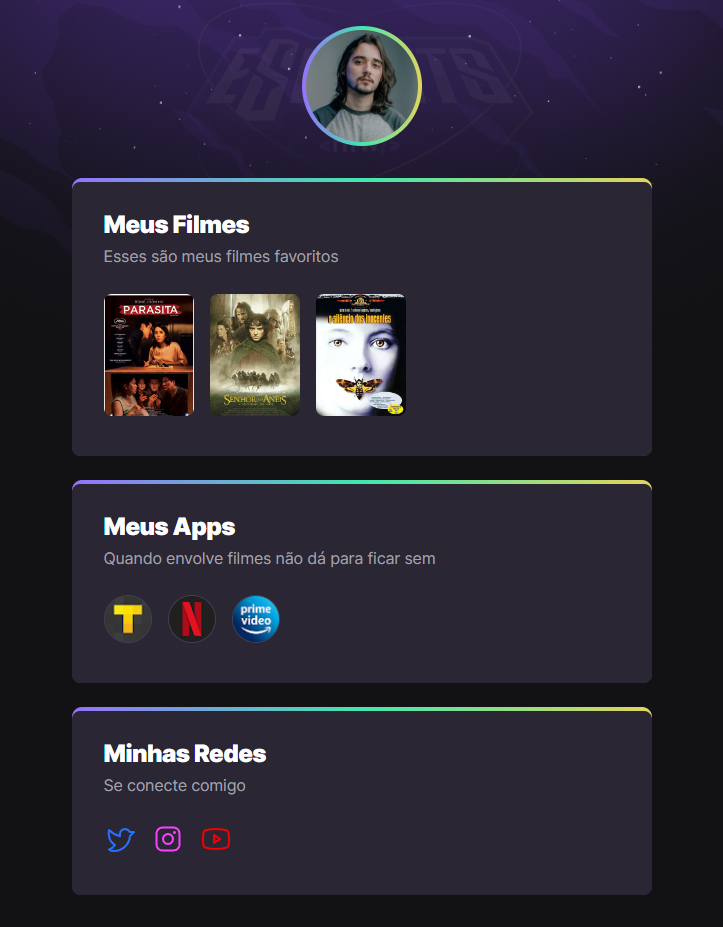 Meus Filmes
Esses são meus filmes favoritos
PARASITA
SENHOR DOS ANÉIS
o silêncio dos inocentes
Meus Apps
Quando envolve filmes não dá para ficar sem
T
N
prime
video
Minhas Redes
Se conecte comigo